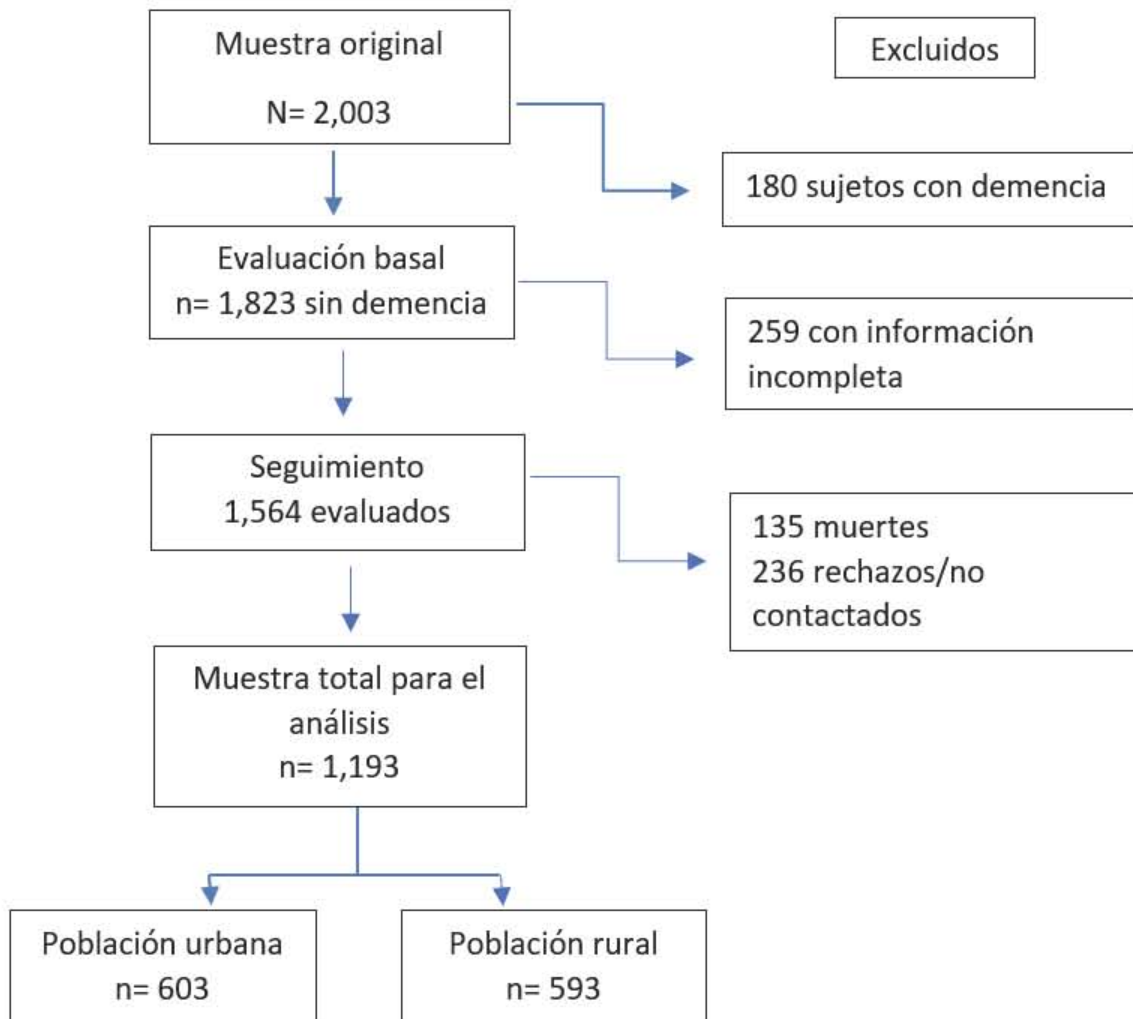 Muestra original
N= 2,003
Excluidos
180 sujetos con demencia
Evaluación basal
n= 1,823 sin demencia
259 con información
incompleta
Seguimiento
1,564 evaluados
135 muertes
236 rechazos/no
contactados
Muestra total para el
análisis
n= 1,193
Población urbana
n= 603
Población rural
n= 593